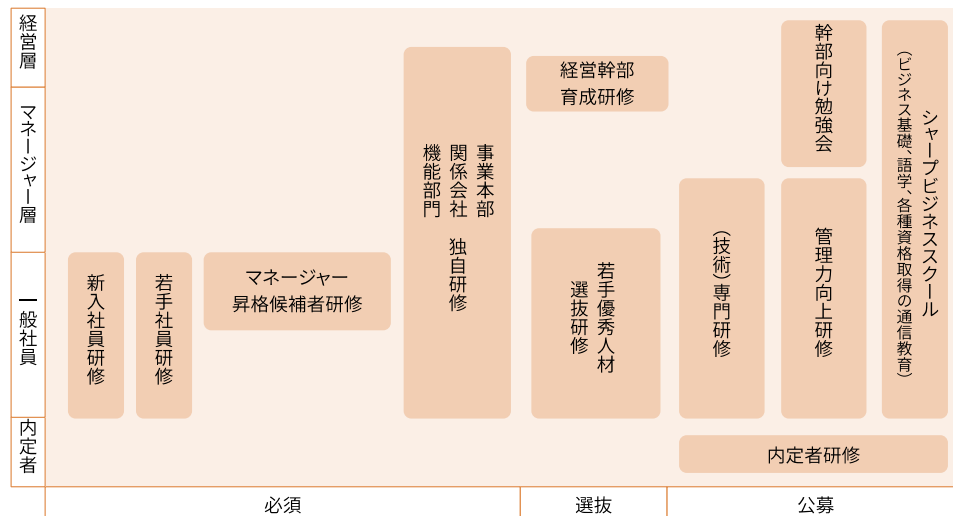 経営層
マネージャー層
一般社員
内定者
新入社員研修
若手社員研修
マネージャー
昇格候補者研修
事業本部
関係会社　独自研修
機能部門
経営幹部
育成研修
若手優秀人材
選抜研修
（技術）専門研修
幹部向け勉強会
管理力向上研修
シャープビジネススクール
（ビジネス基礎、語学、各種資格取得の通信教育）
内定者研修
必須
選抜
公募